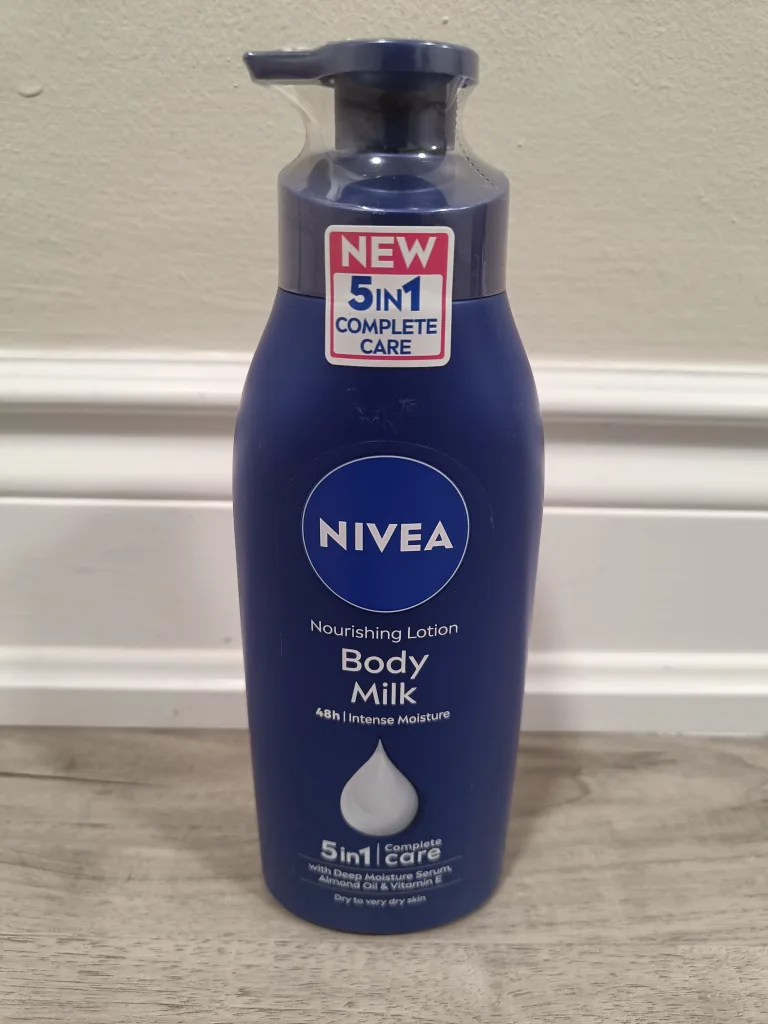 NEW
5IN1
COMPLETE
CARE
NIVEA
Nourishing Lotion
Body
Milk
48h | Intense Moisture
5in1 | Complete care
with Deep Moisture Serum,
Almond Oil & Vitamin E
Dry to very dry skin